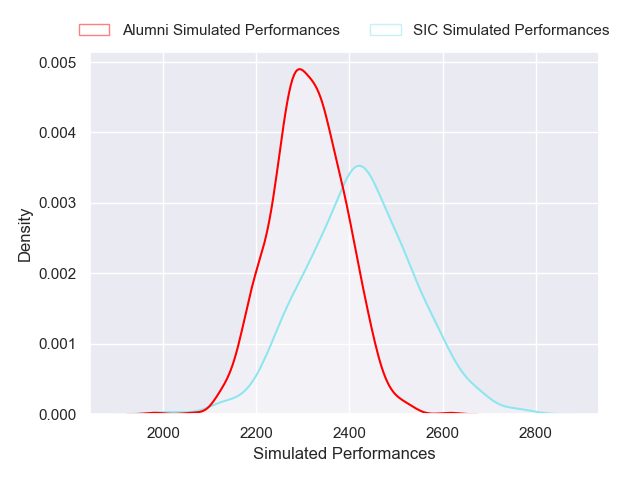 Alumni Simulated Performances SIC Simulated Performances
0.005
0.004
0.003
0.002
0.001
0.000
Density
2000 2200 2400 2600 2800
Simulated Performances